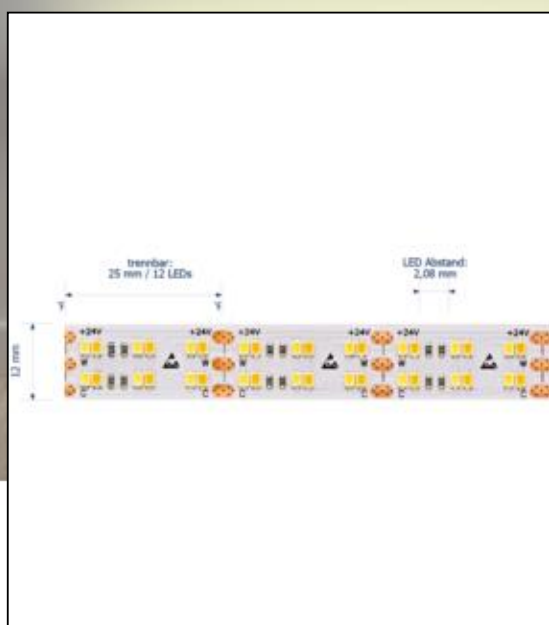 trennbar:
25 mm / 12 LEDs
LED Abstand:
2,08 mm
12 mm
+24V +24V +24V +24V +24V +24V
W W W W W W
C C C C C C